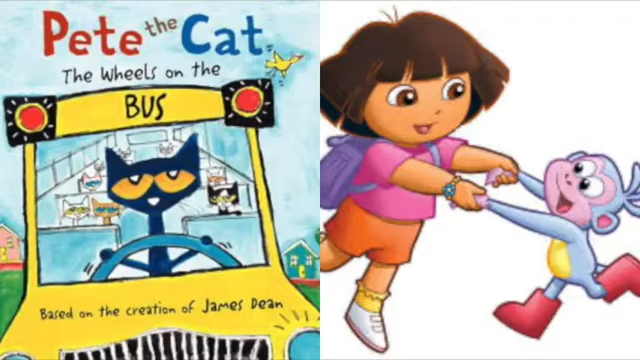 Pete the Cat
The Wheels on the
BUS
Based on the creation of James Dean